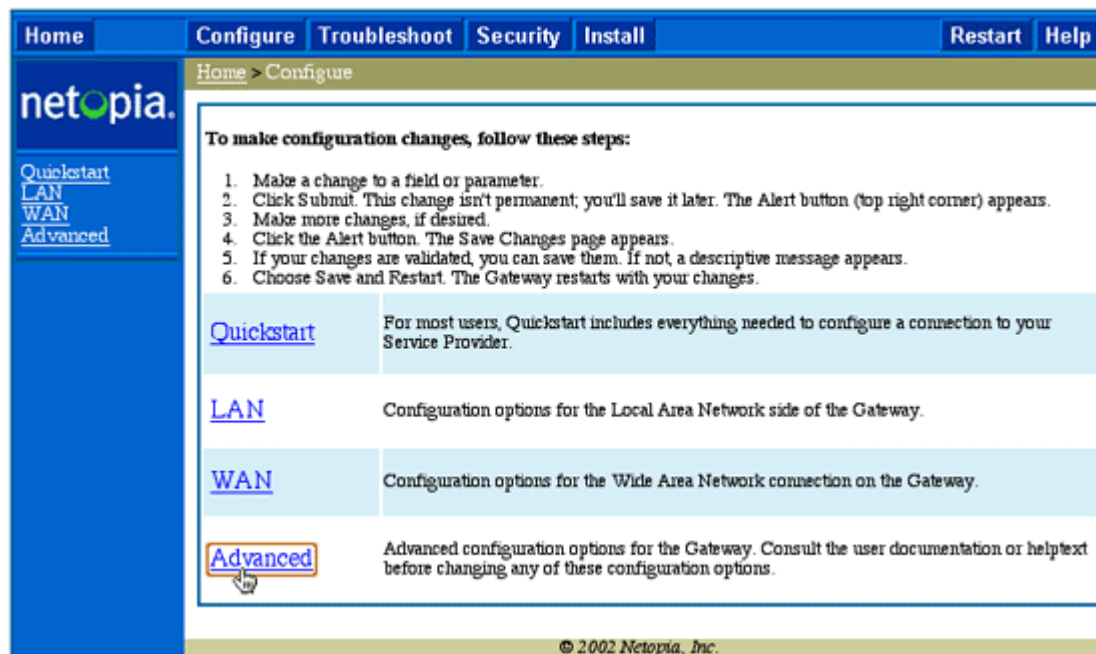 Home Configure Troubleshoot Security Install Restart Help
Home > Configure
netopia.
Quickstart
LAN
WAN
Advanced
To make configuration changes, follow these steps:
1. Make a change to a field or parameter.
2. Click Submit. This change isn't permanent; you'll save it later. The Alert button (top right corner) appears.
3. Make more changes, if desired.
4. Click the Alert button. The Save Changes page appears.
5. If your changes are validated, you can save them. If not, a descriptive message appears.
6. Choose Save and Restart. The Gateway restarts with your changes.
Quickstart
For most users, Quickstart includes everything needed to configure a connection to your
Service Provider.
LAN
Configuration options for the Local Area Network side of the Gateway.
WAN
Configuration options for the Wide Area Network connection on the Gateway.
Advanced
Advanced configuration options for the Gateway. Consult the user documentation or helptext
before changing any of these configuration options.
© 2002 Netopia, Inc.